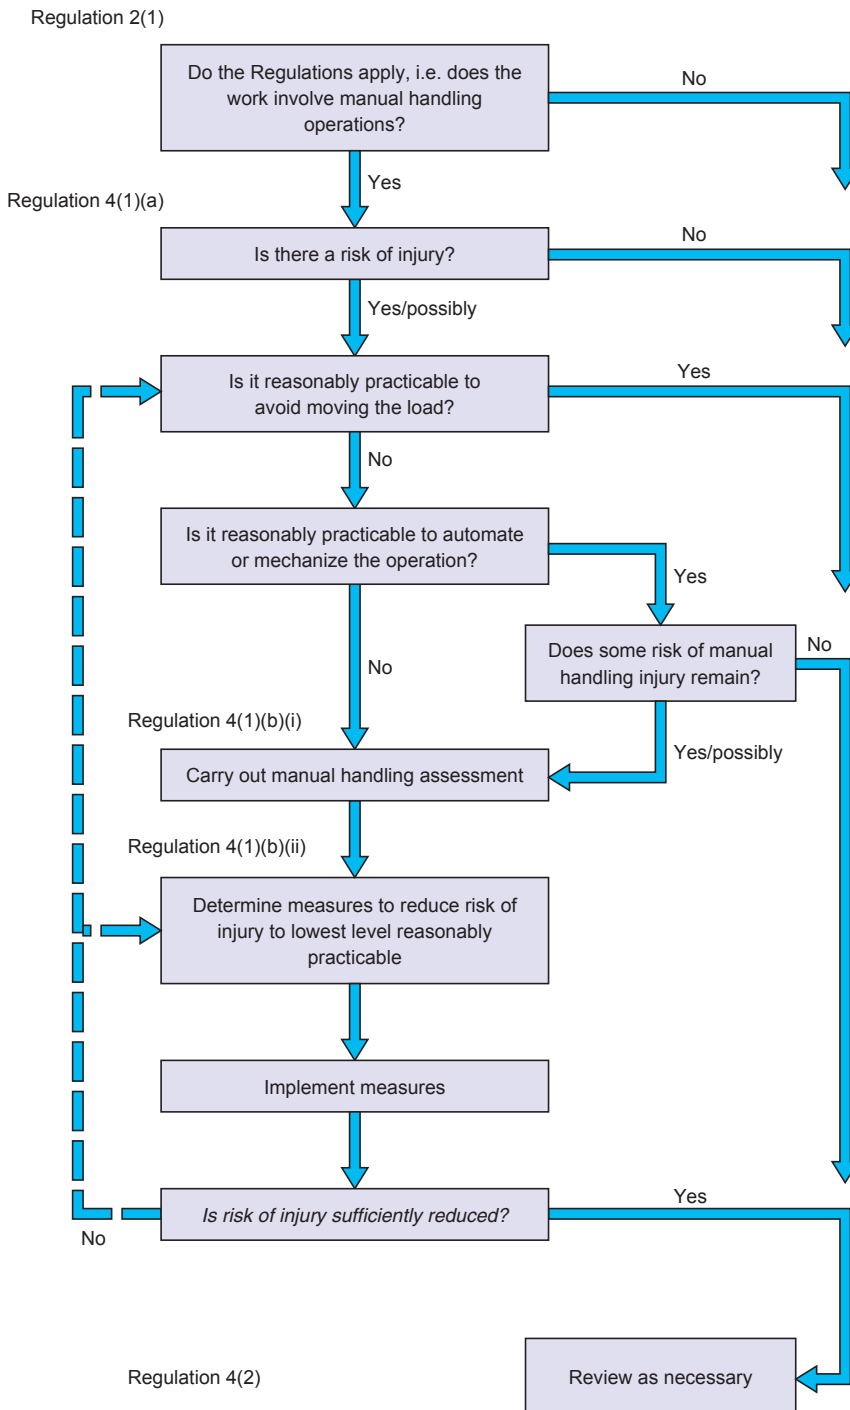 Regulation 2(1)
Do the Regulations apply, i.e. does the
work involve manual handling
operations?
No
Yes
Regulation 4(1)(a)
Is there a risk of injury?
No
Yes/possibly
Is it reasonably practicable to
avoid moving the load?
Yes
No
Is it reasonably practicable to automate
or mechanize the operation?
Yes
Does some risk of manual
handling injury remain?
No
No
Yes/possibly
Regulation 4(1)(b)(i)
Carry out manual handling assessment
Regulation 4(1)(b)(ii)
Determine measures to reduce risk of
injury to lowest level reasonably
practicable
Implement measures
Is risk of injury sufficiently reduced?
Yes
No
Regulation 4(2)
Review as necessary